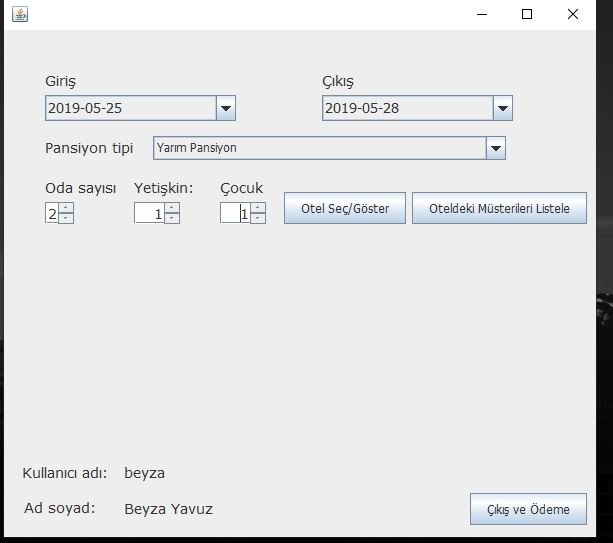 Giriş Çıkış
2019-05-25 2019-05-28
Pansiyon tipi Yarım Pansiyon
Oda sayısı Yetişkin: Çocuk
2 1 1 Otel Seç/Göster Oteldeki Müsterileri Listele
Kullanıcı adı: beyza
Ad soyad: Beyza Yavuz
Çıkış ve Ödeme